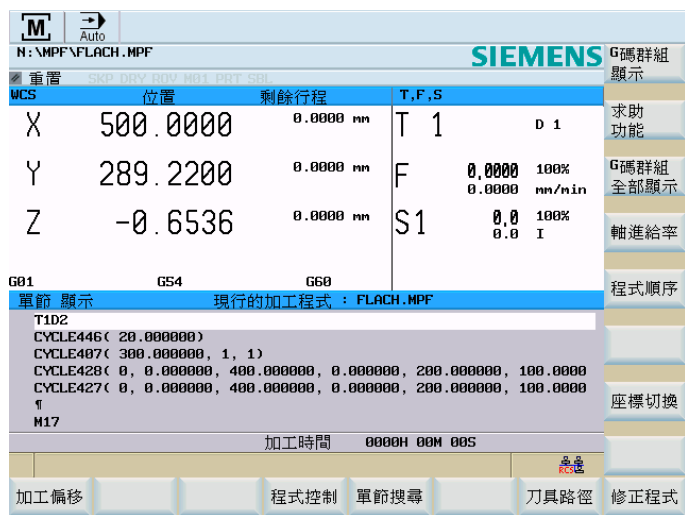 M Auto
N:\MPF\FLACH.MPF
SIEMENS
G碼群組
顯示
重置 SKP DRY ROV M01 PRT SBL
WCS 位置 剩餘行程 T,F,S
X 500.0000 0.0000 mm T 1 D 1
求助
功能
Y 289.2200 0.0000 mm F 0.0000 100%
0.0000 mm/min
G碼群組
全部顯示
Z -0.6536 0.0000 mm S1 0.0 100%
0.0 I
軸進給率
G01 G54 G60
程式順序
單節 顯示 現行的加工程式 : FLACH.MPF
T1D2
CYCLE446( 20.000000)
CYCLE407( 300.000000, 1, 1)
CYCLE428( 0, 0.000000, 400.000000, 0.000000, 200.000000, 100.0000
CYCLE427( 0, 0.000000, 400.000000, 0.000000, 200.000000, 100.0000
¶
座標切換
M17
加工時間 000H 00M 00S
RCS
加工偏移 程式控制 單節搜尋 刀具路徑 修正程式